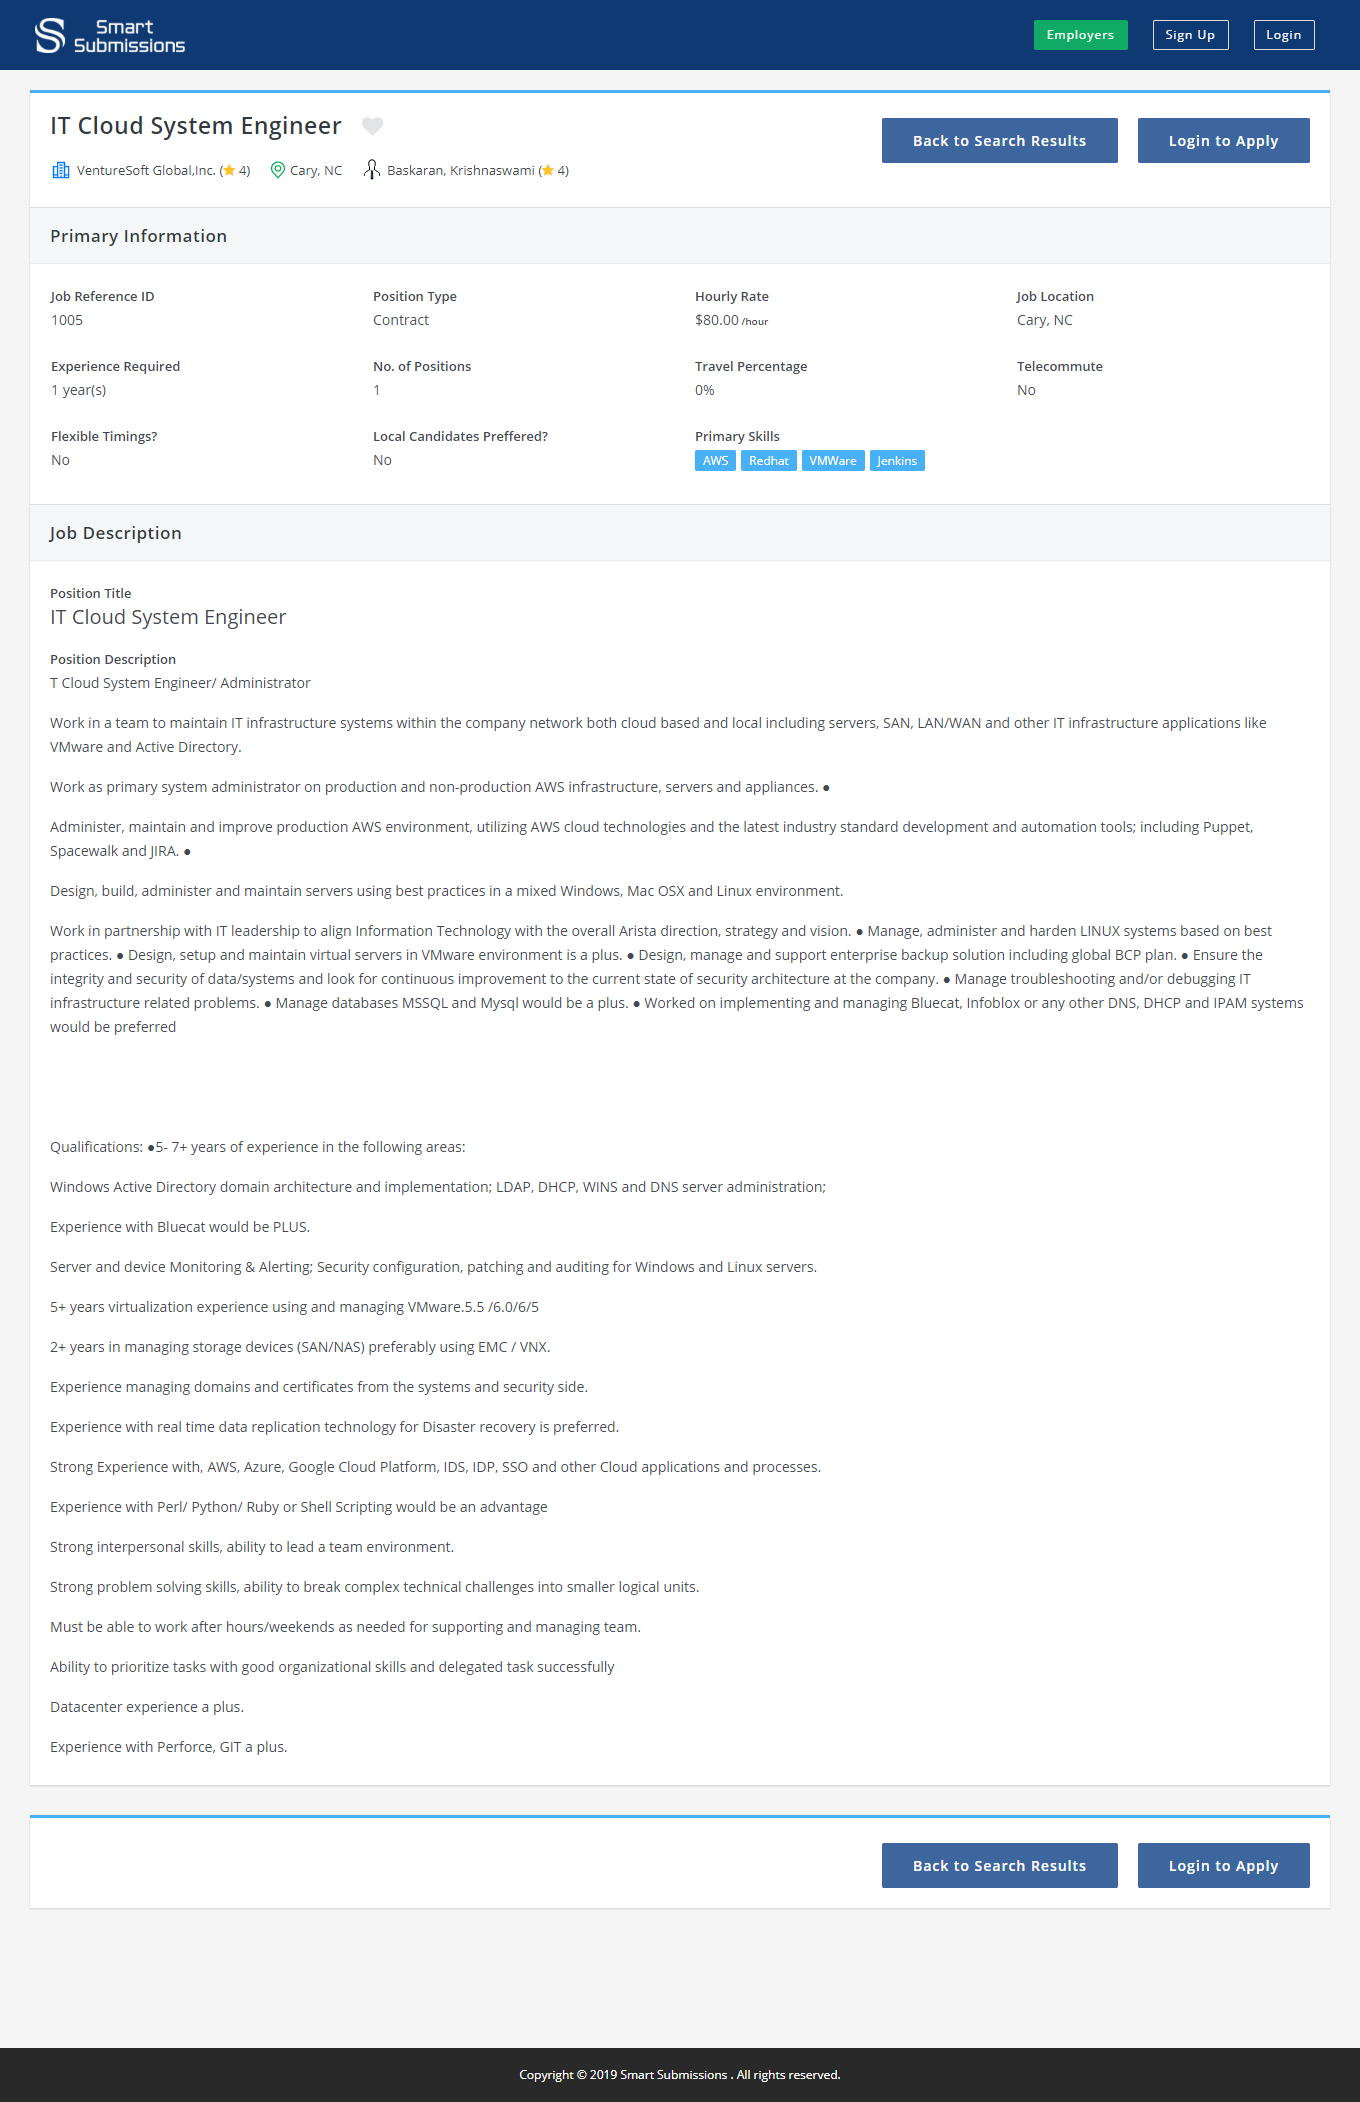 Smart
Submissions
Employers
Sign Up
Login
IT Cloud System Engineer
Back to Search Results
Login to Apply
VentureSoft Global,Inc. (⭐ 4)
Cary, NC
Baskaran, Krishnaswami (⭐ 4)
Primary Information
Job Reference ID
1005
Position Type
Contract
Hourly Rate
$80.00 /hour
Job Location
Cary, NC
Experience Required
1 year(s)
No. of Positions
1
Travel Percentage
0%
Telecommute
No
Flexible Timings?
No
Local Candidates Preffered?
No
Primary Skills
AWS Redhat VMWare Jenkins
Job Description
Position Title
IT Cloud System Engineer
Position Description
T Cloud System Engineer/ Administrator
Work in a team to maintain IT infrastructure systems within the company network both cloud based and local including servers, SAN, LAN/WAN and other IT infrastructure applications like
VMware and Active Directory.
Work as primary system administrator on production and non-production AWS infrastructure, servers and appliances. ●
Administer, maintain and improve production AWS environment, utilizing AWS cloud technologies and the latest industry standard development and automation tools; including Puppet,
Spacewalk and JIRA. ●
Design, build, administer and maintain servers using best practices in a mixed Windows, Mac OSX and Linux environment.
Work in partnership with IT leadership to align Information Technology with the overall Arista direction, strategy and vision. ● Manage, administer and harden LINUX systems based on best
practices. ● Design, setup and maintain virtual servers in VMware environment is a plus. ● Design, manage and support enterprise backup solution including global BCP plan. ● Ensure the
integrity and security of data/systems and look for continuous improvement to the current state of security architecture at the company. ● Manage troubleshooting and/or debugging IT
infrastructure related problems. ● Manage databases MSSQL and Mysql would be a plus. ● Worked on implementing and managing Bluecat, Infoblox or any other DNS, DHCP and IPAM systems
would be preferred
Qualifications: ●5- 7+ years of experience in the following areas:
Windows Active Directory domain architecture and implementation; LDAP, DHCP, WINS and DNS server administration;
Experience with Bluecat would be PLUS.
Server and device Monitoring & Alerting; Security configuration, patching and auditing for Windows and Linux servers.
5+ years virtualization experience using and managing VMware.5.5 /6.0/6/5
2+ years in managing storage devices (SAN/NAS) preferably using EMC / VNX.
Experience managing domains and certificates from the systems and security side.
Experience with real time data replication technology for Disaster recovery is preferred.
Strong Experience with, AWS, Azure, Google Cloud Platform, IDS, IDP, SSO and other Cloud applications and processes.
Experience with Perl/ Python/ Ruby or Shell Scripting would be an advantage
Strong interpersonal skills, ability to lead a team environment.
Strong problem solving skills, ability to break complex technical challenges into smaller logical units.
Must be able to work after hours/weekends as needed for supporting and managing team.
Ability to prioritize tasks with good organizational skills and delegated task successfully
Datacenter experience a plus.
Experience with Perforce, GIT a plus.
Back to Search Results
Login to Apply
Copyright © 2019 Smart Submissions . All rights reserved.